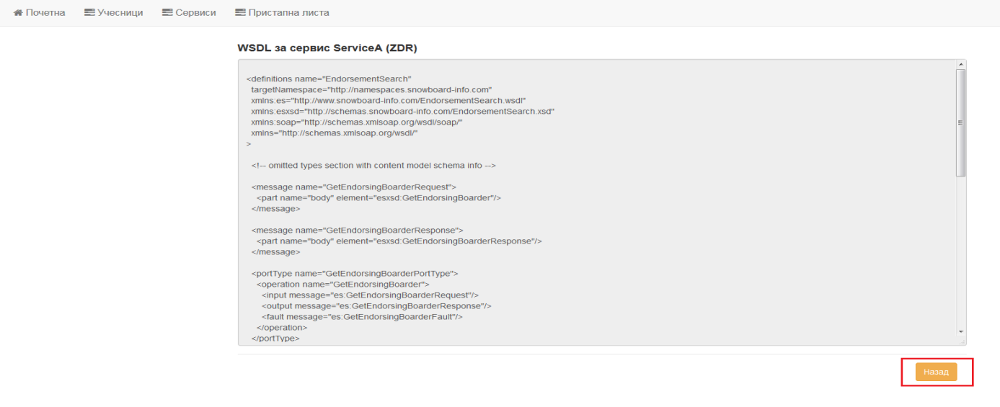 Почетна Учесници Сервиси Пристапна листа
WSDL за сервис ServiceA (ZDR)
<definitions name="EndorsementSearch"
targetNamespace="http://namespaces.snowboard-info.com"
xmlns:es="http://www.snowboard-info.com/EndorsementSearch.wsdl"
xmlns:esxsd="http://schemas.snowboard-info.com/EndorsementSearch.xsd"
xmlns:soap="http://schemas.xmlsoap.org/wsdl/soap/"
xmlns="http://schemas.xmlsoap.org/wsdl/"
>
<!-- omitted types section with content model schema info -->
<message name="GetEndorsingBoarderRequest">
<part name="body" element="esxsd:GetEndorsingBoarder"/>
</message>
<message name="GetEndorsingBoarderResponse">
<part name="body" element="esxsd:GetEndorsingBoarderResponse"/>
</message>
<portType name="GetEndorsingBoarderPortType">
<operation name="GetEndorsingBoarder">
<input message="es:GetEndorsingBoarderRequest"/>
<output message="es:GetEndorsingBoarderResponse"/>
<fault message="es:GetEndorsingBoarderFault"/>
</operation>
</portType>
Назад